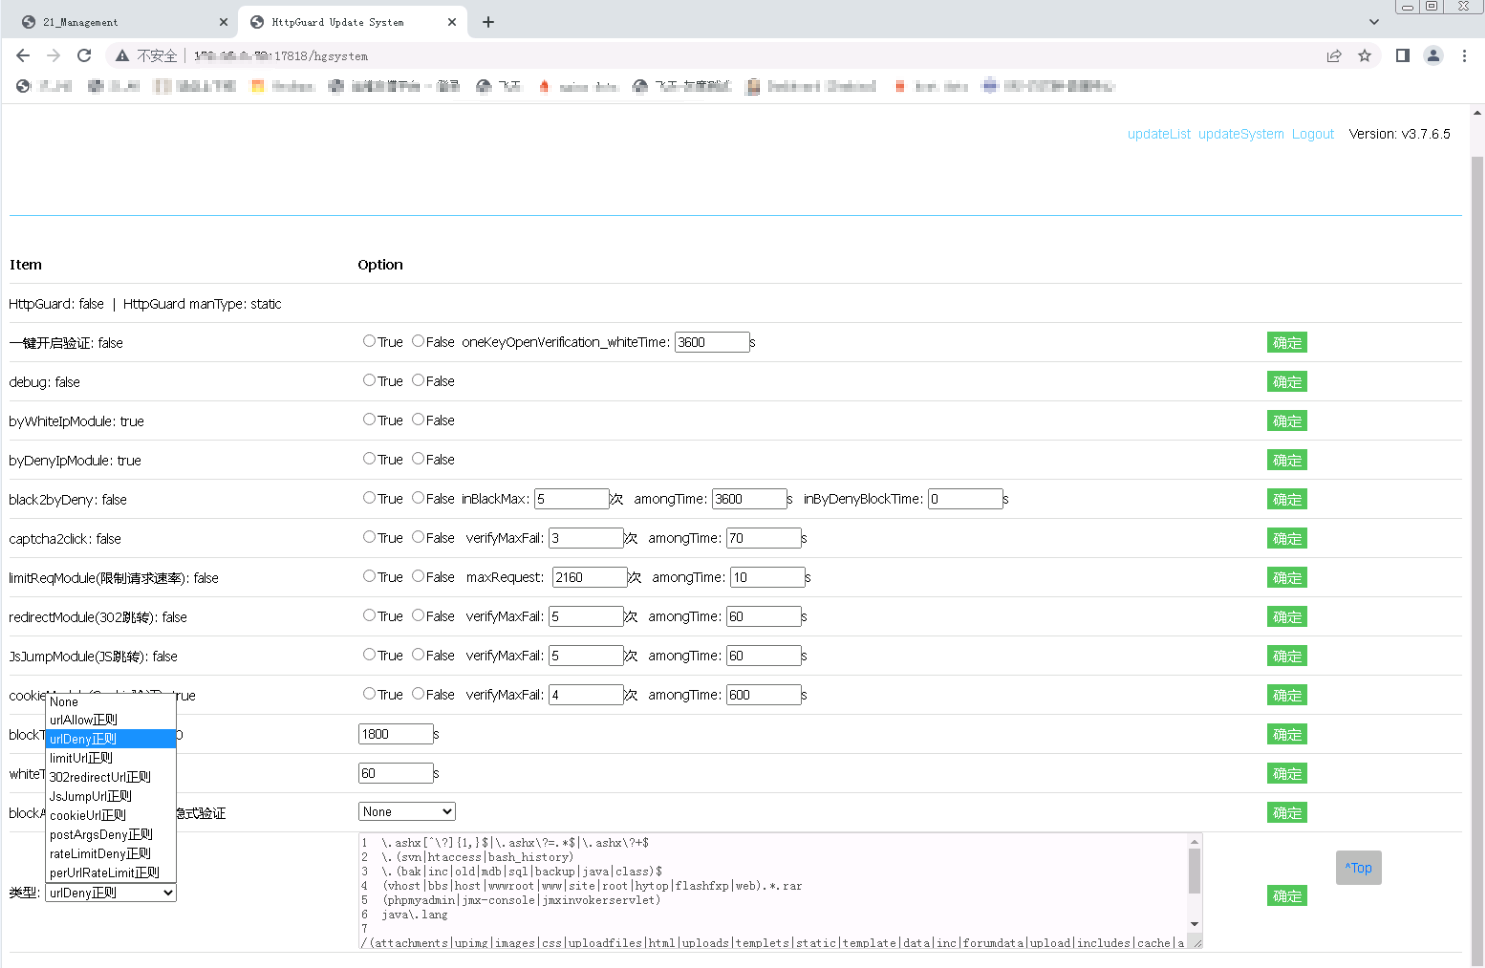 21_Management
HttpGuard Update System
不安全
:17818/hgsystem
updateList updateSystem Logout Version: v3.7.6.5
Item Option
HttpGuard: false | HttpGuard manType: static
一键开启验证: false True False oneKeyOpenVerification_whiteTime: 3600 s 确定
debug: false True False 确定
byWhiteIpModule: true True False 确定
byDenyIpModule: true True False 确定
black2byDeny: false True False inBlackMax: 5 次 amongTime: 3600 s inByDenyBlockTime: 0 s 确定
captcha2click: false True False verifyMaxFail: 3 次 amongTime: 70 s 确定
limitReqModule(限制请求速率): false True False maxRequest: 2160 次 amongTime: 10 s 确定
redirectModule(302跳转): false True False verifyMaxFail: 5 次 amongTime: 60 s 确定
JsJumpModule(JS跳转): false True False verifyMaxFail: 5 次 amongTime: 60 s 确定
true True False verifyMaxFail: 4 次 amongTime: 600 s 确定
1800 s 确定
60 s 确定
隐式验证 None 确定
None
urlAllow正则
urlDeny正则
limitUrl正则
302redirectUrl正则
JsJumpUrl正则
cookieUrl正则
postArgsDeny正则
rateLimitDeny正则
perUrlRateLimit正则
类型: urlDeny正则
1 \.ashx[^\?]{1,}$|\.ashx\?=.*$|\.ashx\?+$
2 \.(svn|htaccess|bash_history)
3 \.(bak|inc|old|mdb|sql|backup|java|class)$
4 (vhost|bbs|host|wwwroot|www|site|root|hytop|flashfxp|web).*.rar
5 (phpmyadmin|jmx-console|jmxinvokerservlet)
6 java\.lang
7
/(attachments|upimg|images|css|uploadfiles|html|uploads|templets|static|template|data|inc|forumdata|upload|includes|cache|a
确定
^Top